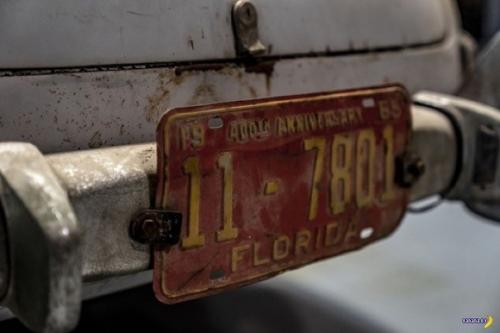 19 400TH ANNIVERSARY 65
11-7801
FLORIDA